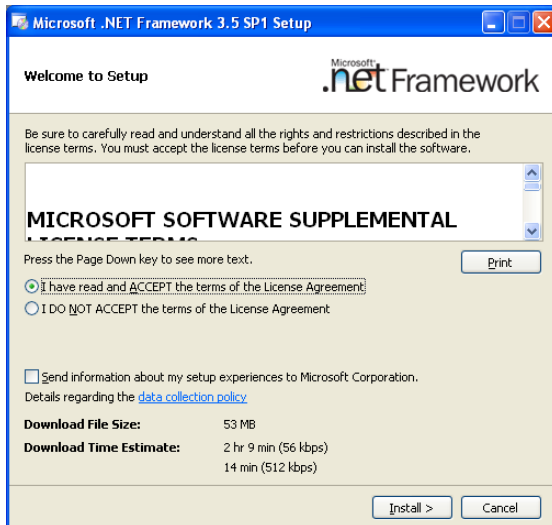 Microsoft .NET Framework 3.5 SP1 Setup
Welcome to Setup
Microsoft
.net Framework
Be sure to carefully read and understand all the rights and restrictions described in the
license terms. You must accept the license terms before you can install the software.
MICROSOFT SOFTWARE SUPPLEMENTAL
LICENSE TERMS
Press the Page Down key to see more text.
Print
I have read and ACCEPT the terms of the License Agreement
I DO NOT ACCEPT the terms of the License Agreement
Send information about my setup experiences to Microsoft Corporation.
Details regarding the data collection policy
Download File Size: 53 MB
Download Time Estimate: 2 hr 9 min (56 kbps)
14 min (512 kbps)
Install > Cancel